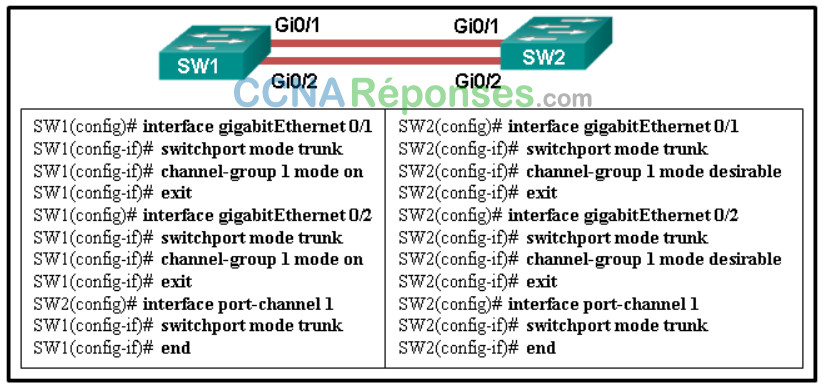 Gi0/1
Gi0/1
SW1
SW2
Gi0/2
Gi0/2
CCNARéponses.com
SW1(config)# interface gigabitEthernet 0/1
SW1(config-if)# switchport mode trunk
SW1(config-if)# channel-group 1 mode on
SW1(config-if)# exit
SW1(config)# interface gigabitEthernet 0/2
SW1(config-if)# switchport mode trunk
SW1(config-if)# channel-group 1 mode on
SW1(config-if)# exit
SW2(config)# interface port-channel 1
SW1(config-if)# switchport mode trunk
SW1(config-if)# end
SW2(config)# interface gigabitEthernet 0/1
SW2(config-if)# switchport mode trunk
SW2(config-if)# channel-group 1 mode desirable
SW2(config-if)# exit
SW2(config)# interface gigabitEthernet 0/2
SW2(config-if)# switchport mode trunk
SW2(config-if)# channel-group 1 mode desirable
SW2(config-if)# exit
SW2(config)# interface port-channel 1
SW2(config-if)# switchport mode trunk
SW2(config-if)# end